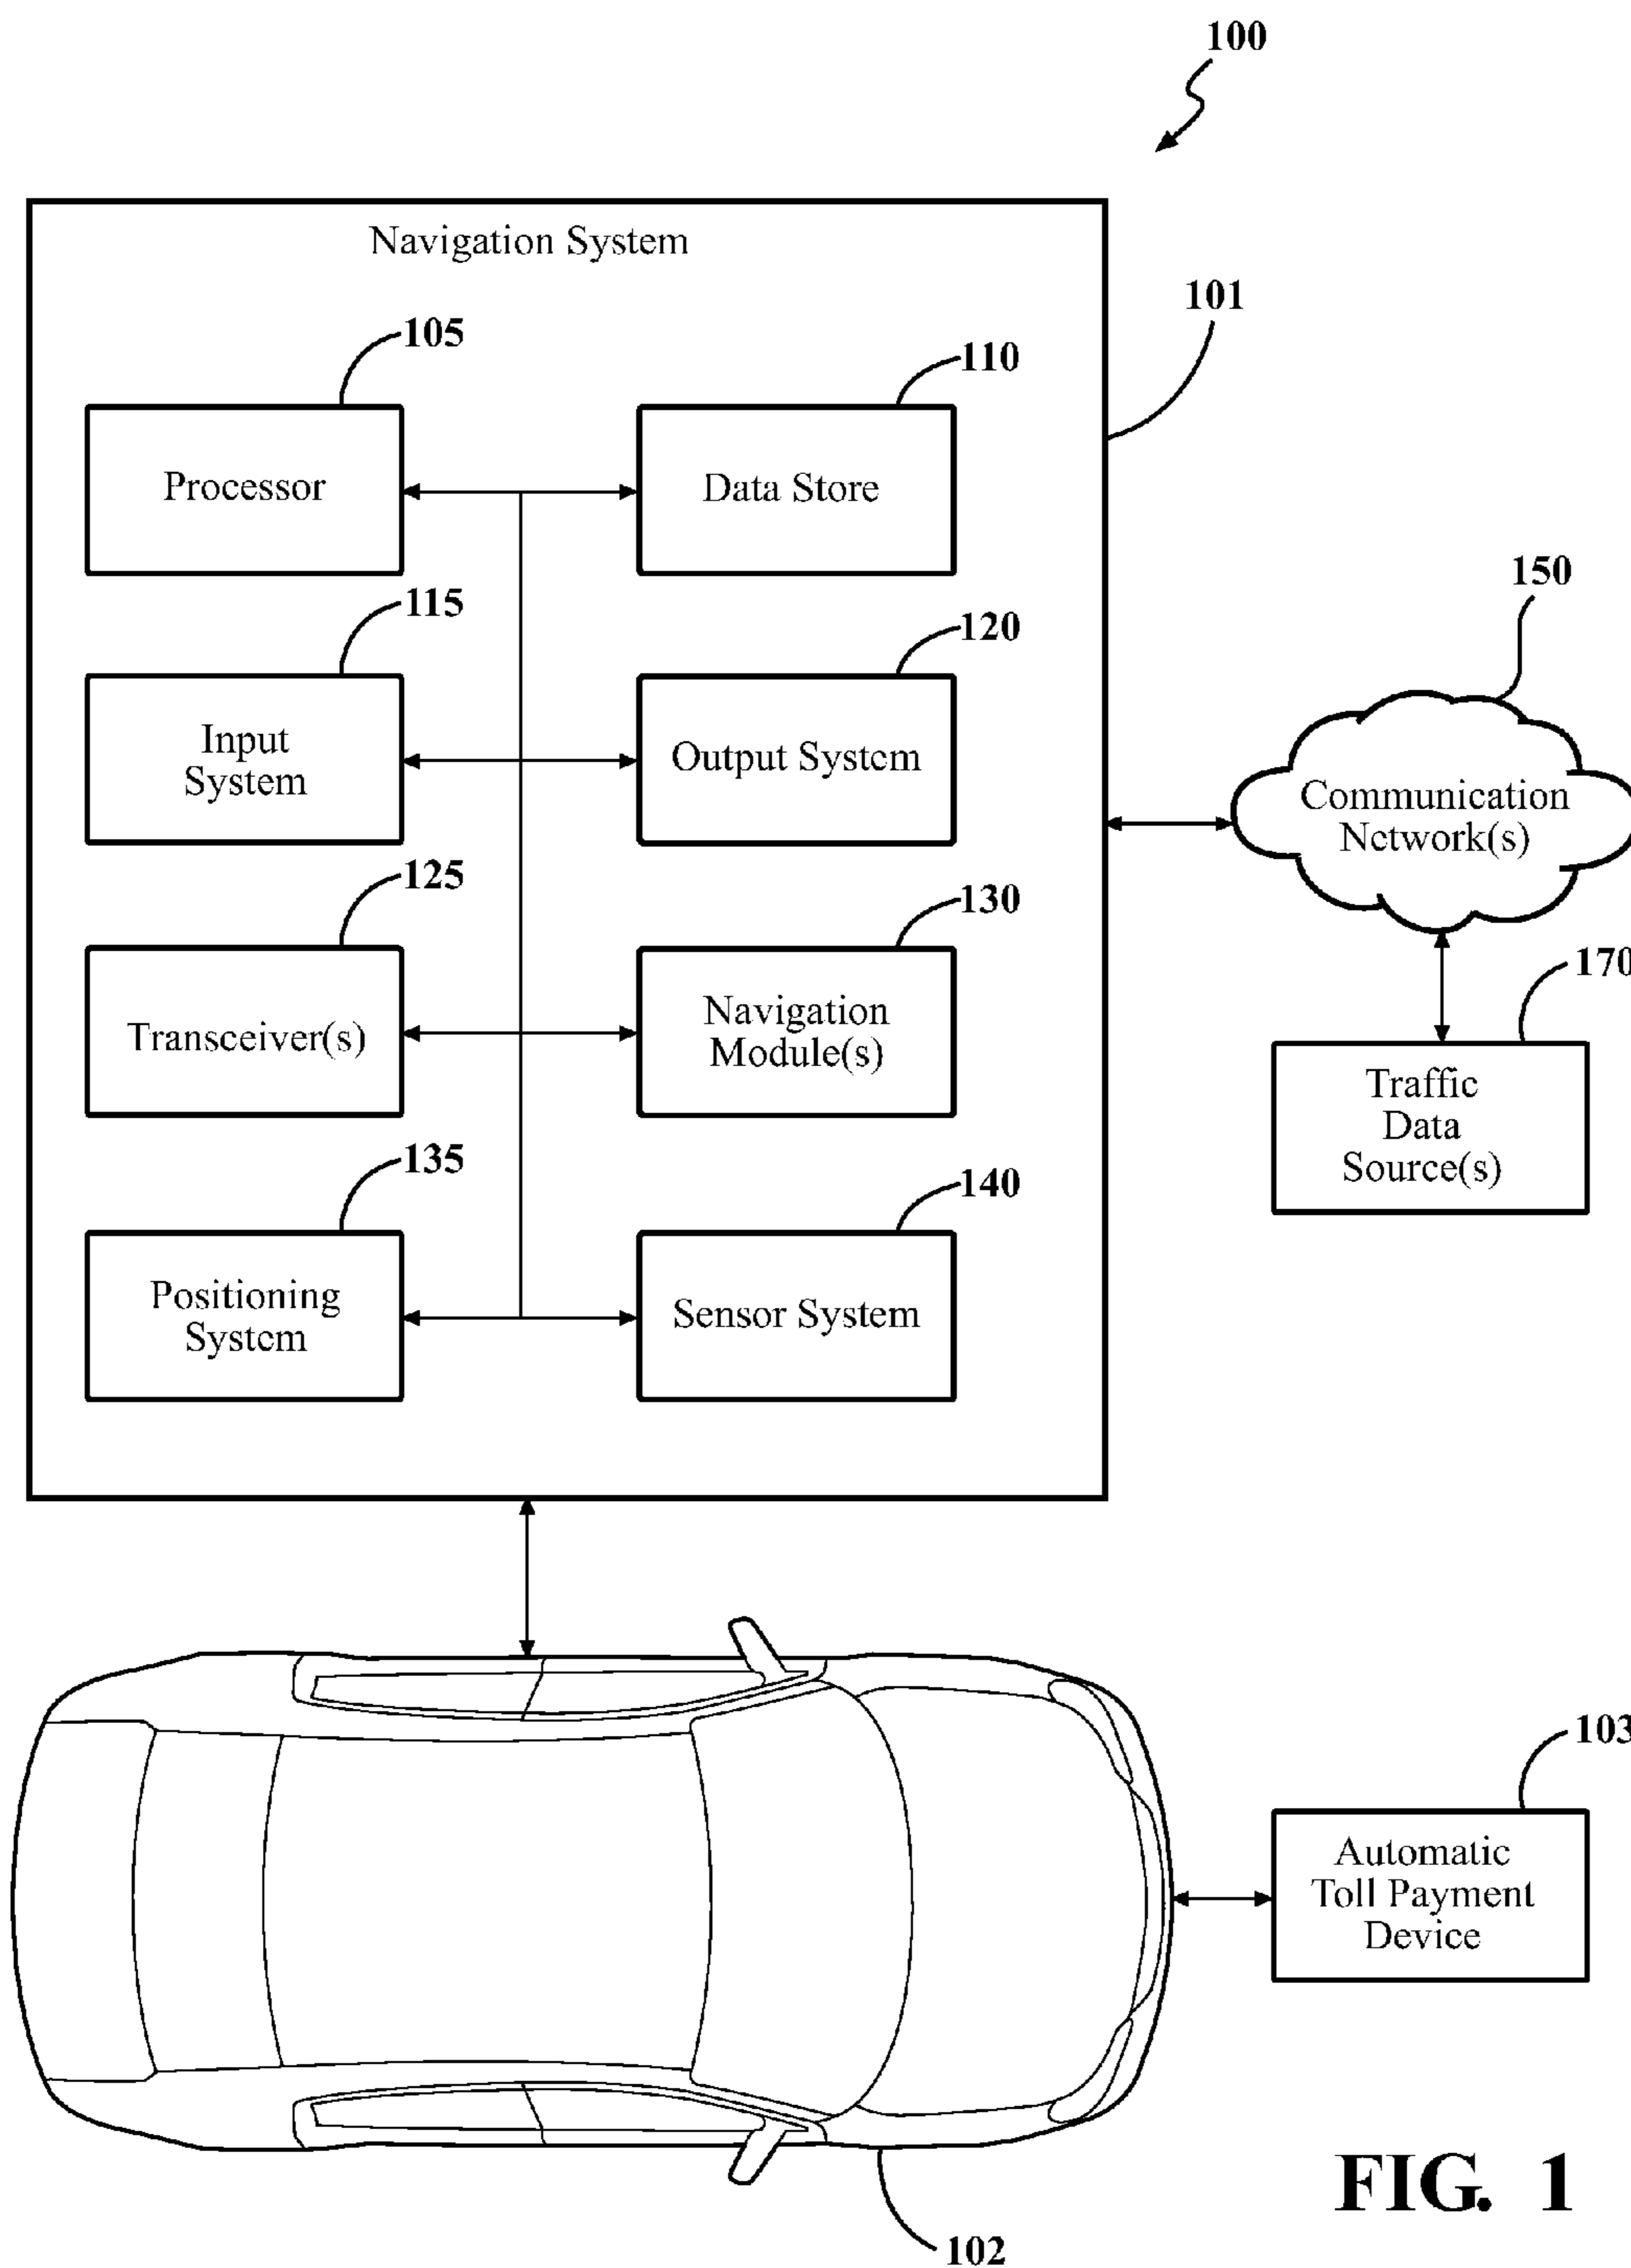 100
Navigation System
101
105
110
Processor
Data Store
150
115
120
Input
System
Output System
Communication
Network(s)
125
130
170
Transceiver(s)
Navigation
Module(s)
Traffic
Data
Source(s)
135
140
Positioning
System
Sensor System
103
Automatic
Toll Payment
Device
FIG. 1
102